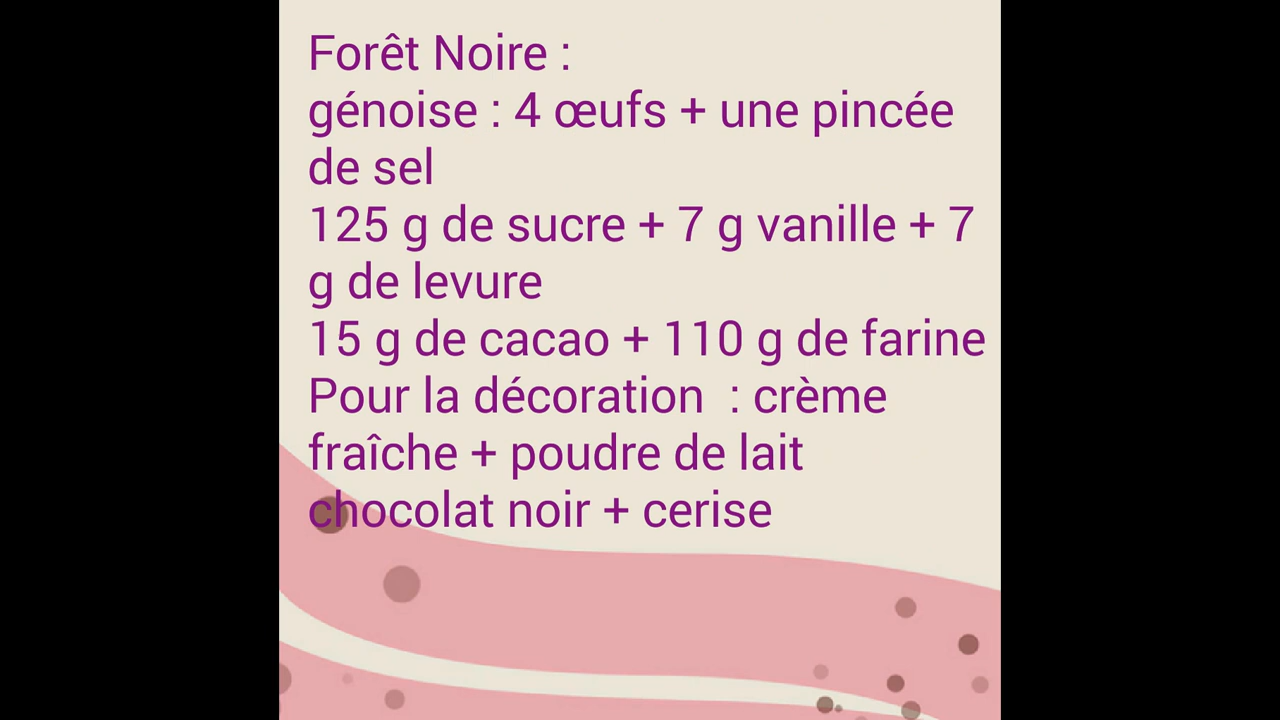 Forêt Noire :
génoise : 4 œufs + une pincée
de sel
125 g de sucre + 7 g vanille + 7
g de levure
15 g de cacao + 110 g de farine
Pour la décoration  : crème
fraîche + poudre de lait
chocolat noir + cerise